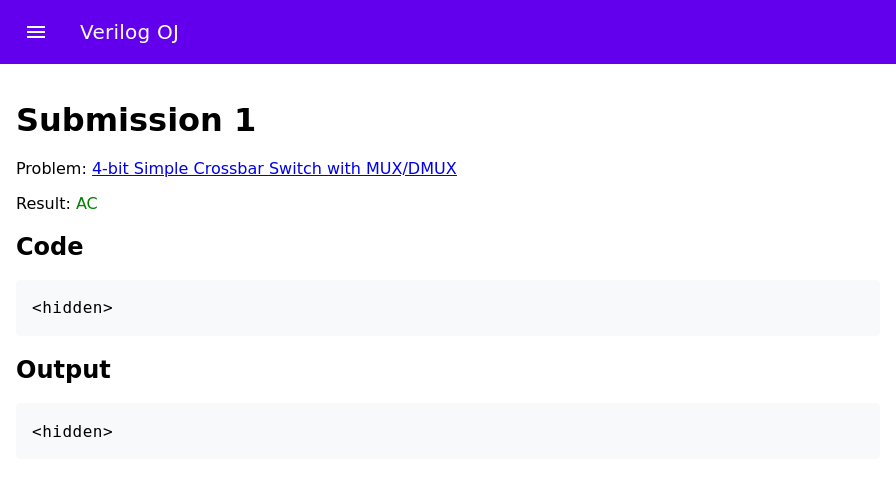 Verilog OJ
Submission 1
Problem: 4-bit Simple Crossbar Switch with MUX/DMUX
Result: AC
Code
<hidden>
Output
<hidden>